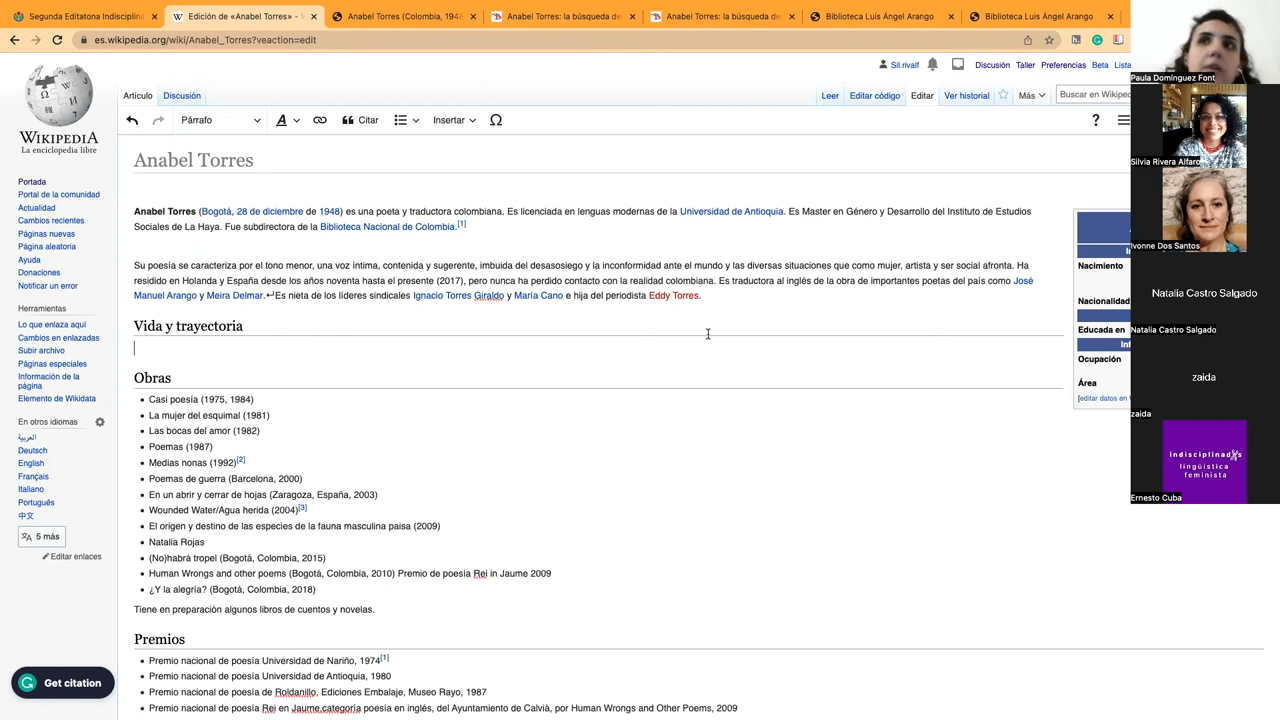 Segunda Editatona Indisciplin
Edición de «Anabel Torres» -
Anabel Torres (Colombia, 1948
Anabel Torres: la búsqueda de
Anabel Torres: la búsqueda de
Biblioteca Luis Ángel Arango
Biblioteca Luis Ángel Arango
es.wikipedia.org/wiki/Anabel_Torres?veaction=edit
Sil.rivalf
Discusión Taller Preferencias Beta Lista
Artículo Discusión
Leer Editar código Editar Ver historial Más
Buscar en Wikiped
WIKIPEDIA
La enciclopedia libre
Párrafo A Citar Insertar Ω ?
Portada
Portal de la comunidad
Actualidad
Cambios recientes
Páginas nuevas
Página aleatoria
Ayuda
Donaciones
Notificar un error
Herramientas
Lo que enlaza aquí
Cambios en enlazadas
Subir archivo
Páginas especiales
Información de la
página
Elemento de Wikidata
En otros idiomas
العربية
Deutsch
English
Français
Italiano
Português
中文
5 más
Editar enlaces
Get citation
Anabel Torres
Anabel Torres (Bogotá, 28 de diciembre de 1948) es una poeta y traductora colombiana. Es licenciada en lenguas modernas de la Universidad de Antioquia. Es Master en Género y Desarrollo del Instituto de Estudios
Sociales de La Haya. Fue subdirectora de la Biblioteca Nacional de Colombia.[1]
Su poesía se caracteriza por el tono menor, una voz íntima, contenida y sugerente, imbuida del desasosiego y la inconformidad ante el mundo y las diversas situaciones que como mujer, artista y ser social afronta. Ha
residido en Holanda y España desde los años noventa hasta el presente (2017), pero nunca ha perdido contacto con la realidad colombiana. Es traductora al inglés de la obra de importantes poetas del país como José
Manuel Arango y Meira Delmar.↵Es nieta de los líderes sindicales Ignacio Torres Giraldo y María Cano e hija del periodista Eddy Torres.
Vida y trayectoria
Obras
• Casi poesía (1975, 1984)
• La mujer del esquimal (1981)
• Las bocas del amor (1982)
• Poemas (1987)
• Medias nonas (1992)[2]
• Poemas de guerra (Barcelona, 2000)
• En un abrir y cerrar de hojas (Zaragoza, España, 2003)
• Wounded Water/Agua herida (2004)[3]
• El origen y destino de las especies de la fauna masculina paisa (2009)
• Natalia Rojas
• (No)habrá tropel (Bogotá, Colombia, 2015)
• Human Wrongs and other poems (Bogotá, Colombia, 2010) Premio de poesía Rei in Jaume 2009
• ¿Y la alegría? (Bogotá, Colombia, 2018)
Tiene en preparación algunos libros de cuentos y novelas.
Premios
• Premio nacional de poesía Universidad de Nariño, 1974[1]
• Premio nacional de poesía Universidad de Antioquia, 1980
• Premio nacional de poesía de Roldanillo, Ediciones Embalaje, Museo Rayo, 1987
• Premio nacional de poesía Rei en Jaume,categoría poesía en inglés, del Ayuntamiento de Calvià, por Human Wrongs and Other Poems, 2009
Nacimiento
Nacionalidad
Educada en
Ocupación
Área
[editar datos en
Paula Domínguez Font
Silvia Rivera Alfaro
Ivonne Dos Santos
Natalia Castro Salgado
Natalia Castro Salgado
zaida
zaida
indisciplinadxs
lingüística
feminista
Ernesto Cuba